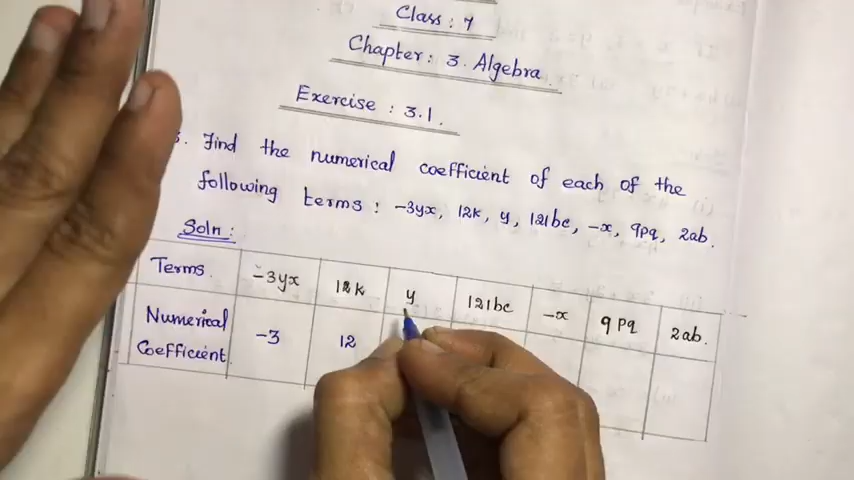 Class : 7
Chapter : 3. Algebra.
Exercise : 3.1.
3. Find the numerical coefficient of each of the
following terms : -3yx, 12k, y, 121bc, -x, 9pq, 2ab.
Soln :
Terms. -3yx 12k y 121bc -x 9pq 2ab.
Numerical Coefficient. -3 12